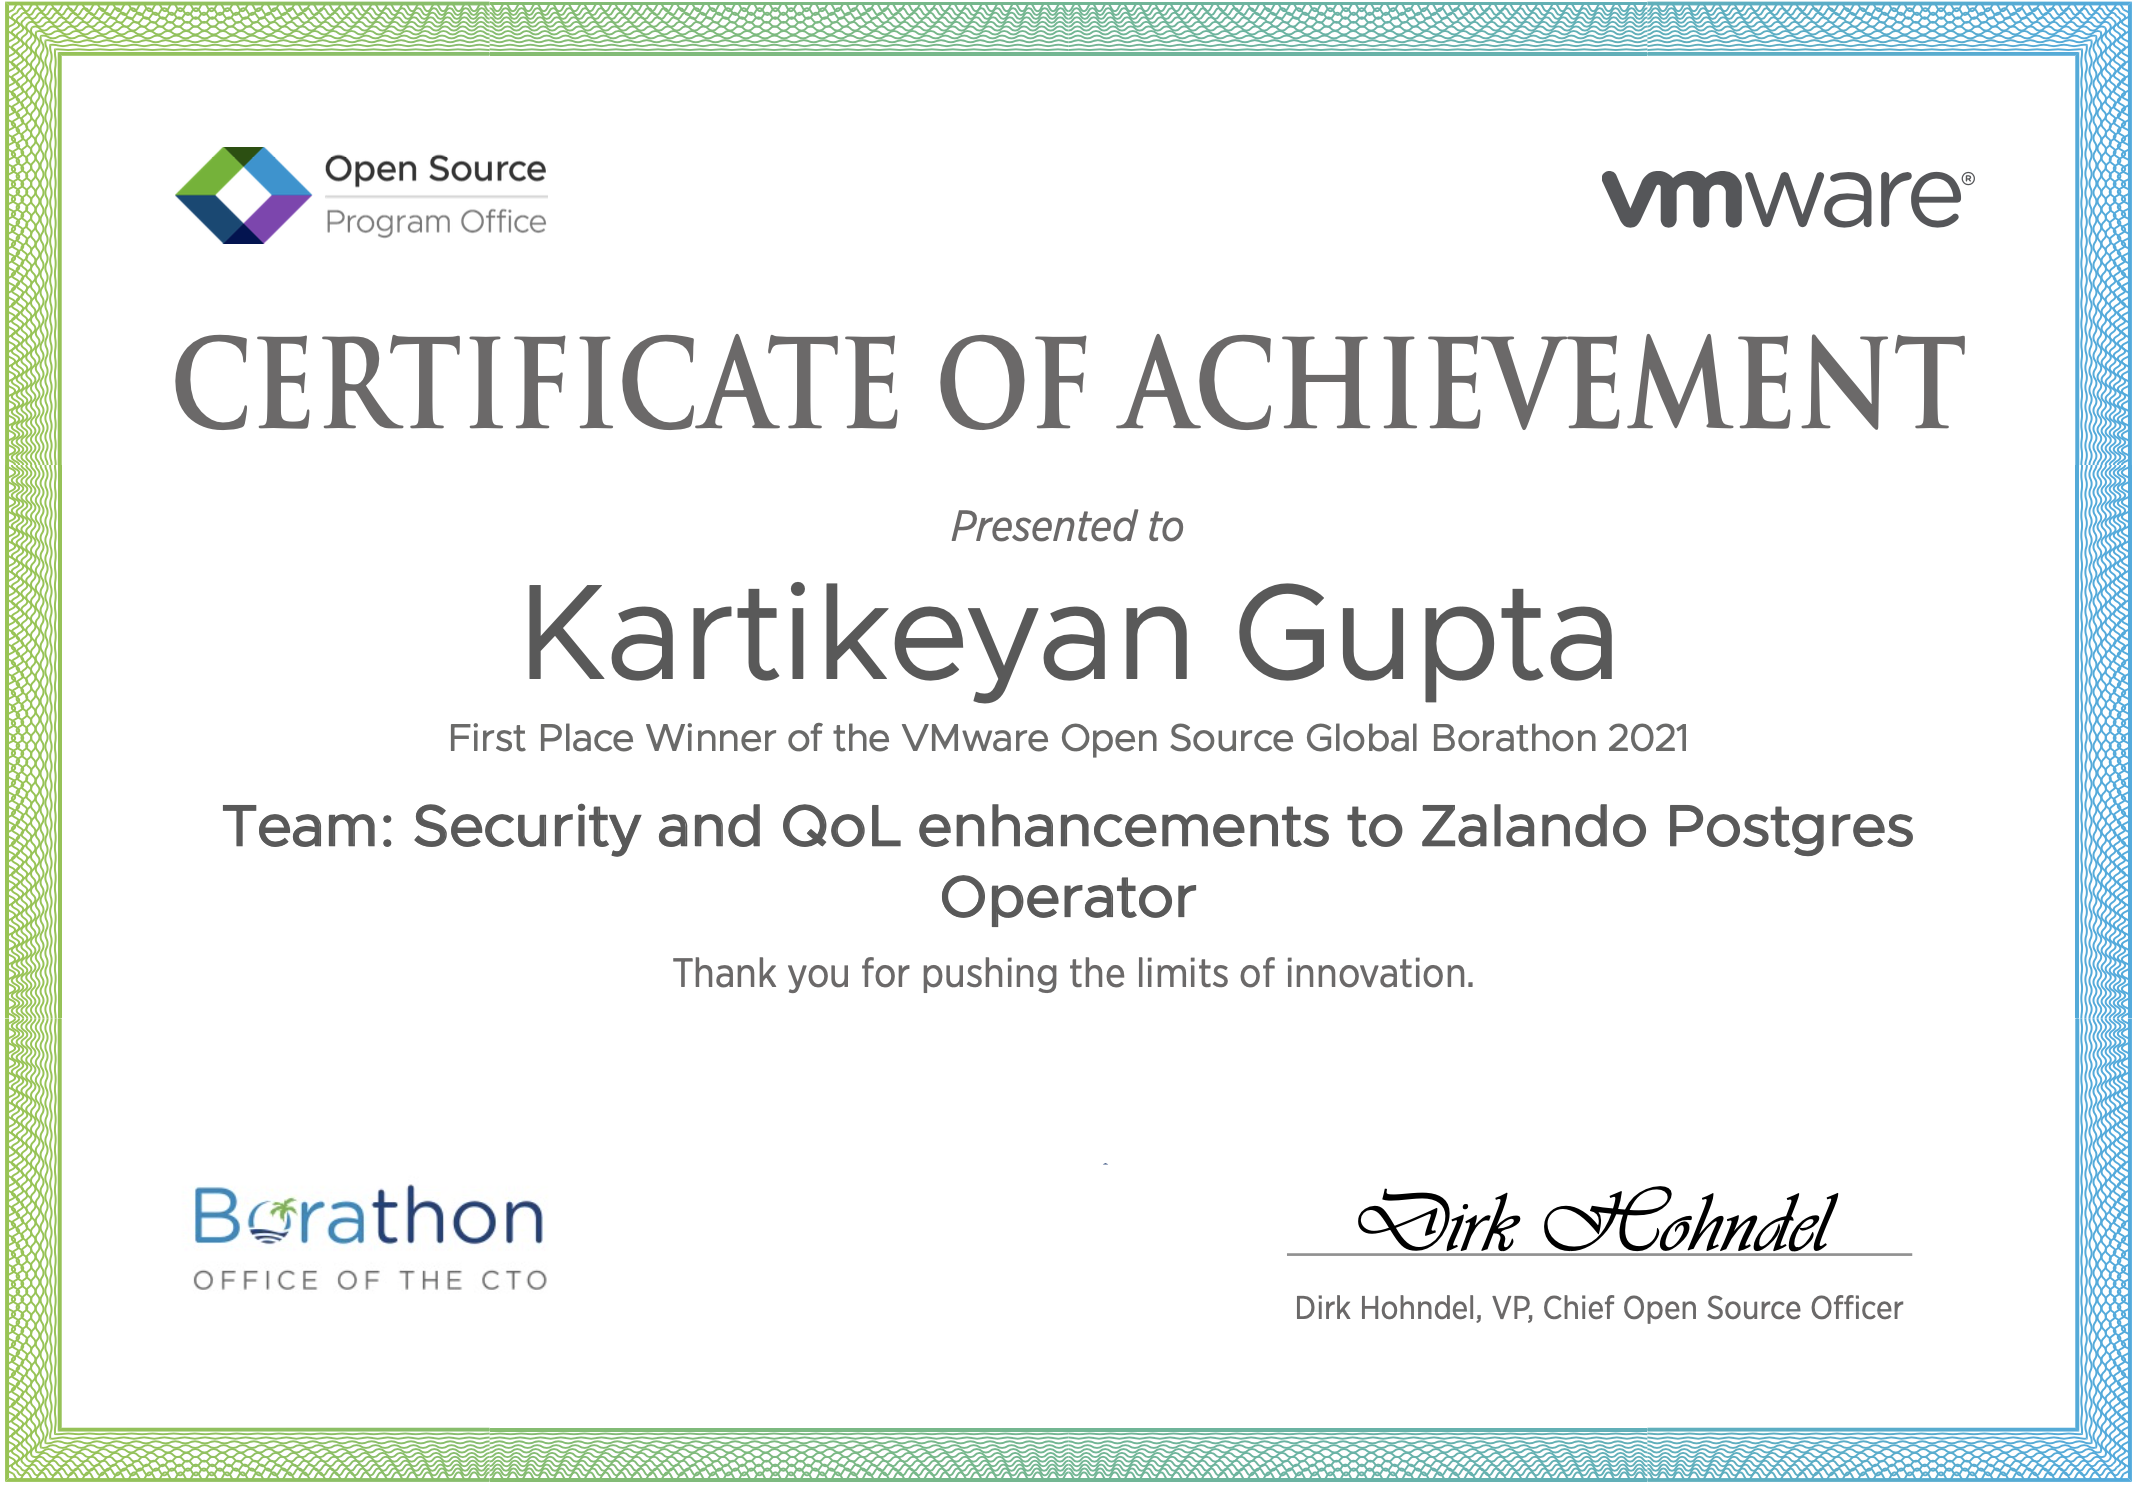 Open Source
Program Office
vmware®
CERTIFICATE OF ACHIEVEMENT
Presented to
Kartikeyan Gupta
First Place Winner of the VMware Open Source Global Borathon 2021
Team: Security and QoL enhancements to Zalando Postgres
Operator
Thank you for pushing the limits of innovation.
Borathon
OFFICE OF THE CTO
Dirk Hohndel
Dirk Hohndel, VP, Chief Open Source Officer